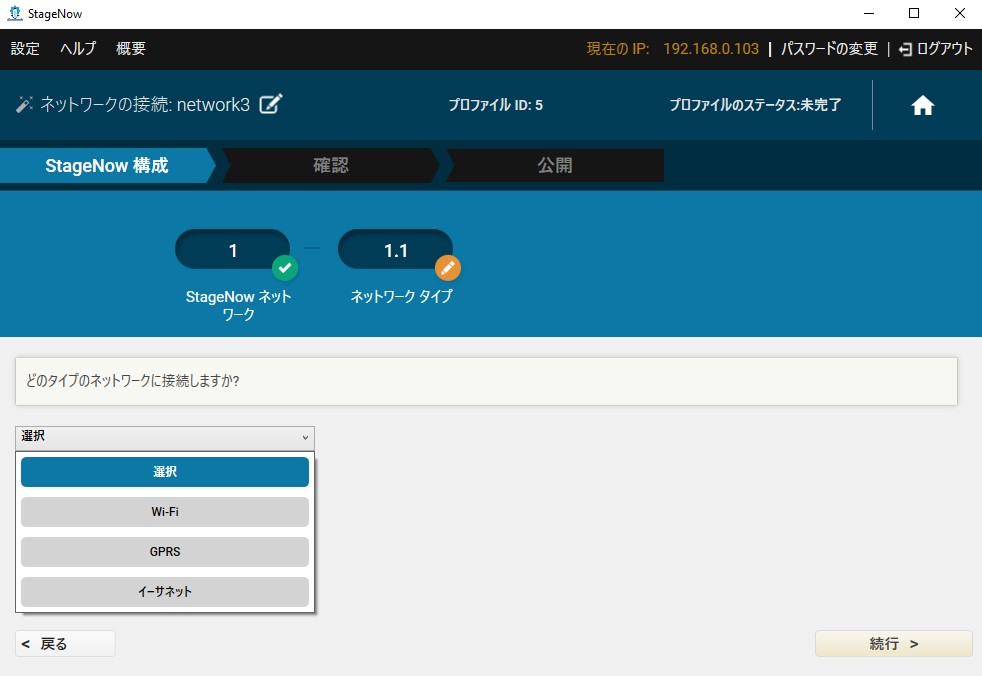 StageNow
設定 ヘルプ 概要 現在の IP: 192.168.0.103 | パスワードの変更 | ログアウト
ネットワークの接続: network3 プロファイル ID: 5 プロファイルのステータス:未完了
StageNow 構成 確認 公開
1 1.1
StageNow ネット ネットワーク タイプ
ワーク
どのタイプのネットワークに接続しますか?
選択
選択
Wi-Fi
GPRS
イーサネット
< 戻る 続行 >